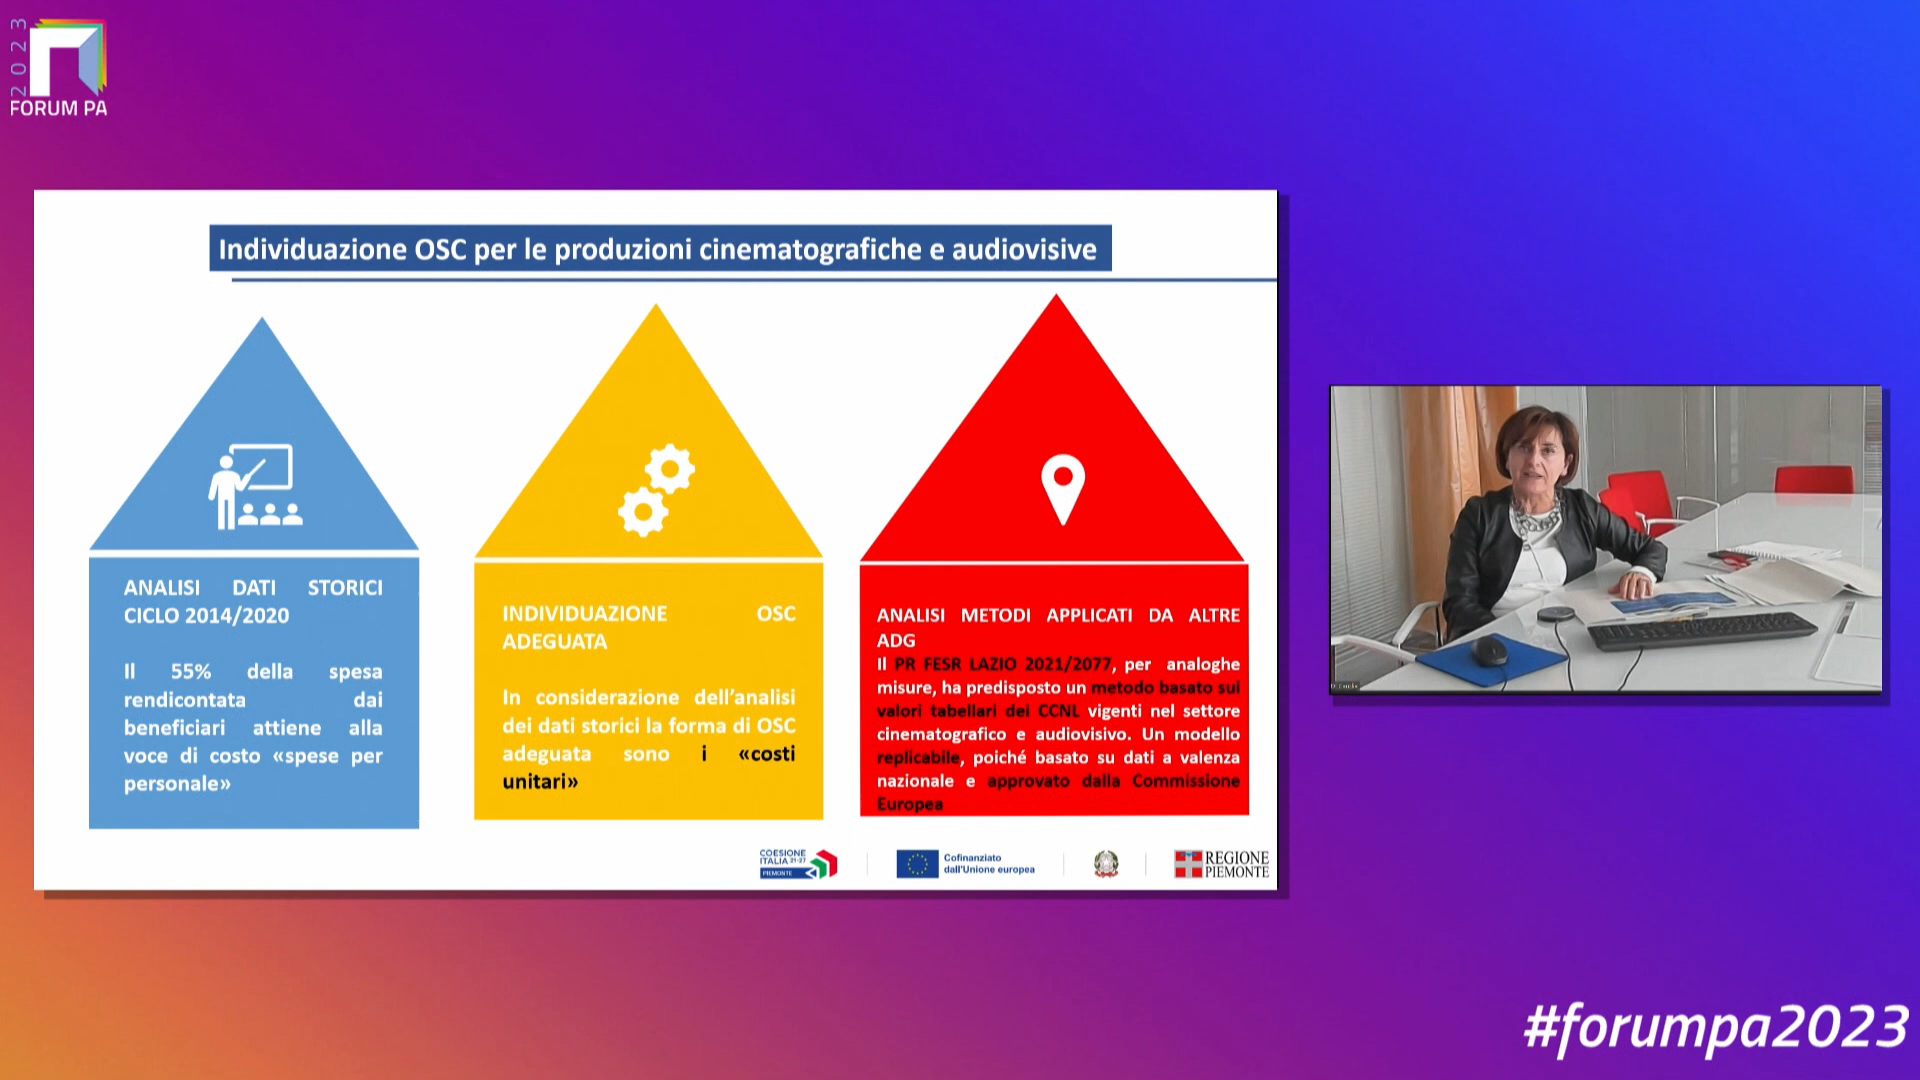 2023
FORUM PA
Individuazione OSC per le produzioni cinematografiche e audiovisive
ANALISI DATI STORICI
CICLO 2014/2020
Il 55% della spesa
rendicontata dai
beneficiari attiene alla
voce di costo «spese per
personale»
INDIVIDUAZIONE OSC
ADEGUATA
In considerazione dell'analisi
dei dati storici la forma di OSC
adeguata sono i «costi
unitari»
ANALISI METODI APPLICATI DA ALTRE
ADG
Il PR FESR LAZIO 2021/2077, per analoghe
misure, ha predisposto un metodo basato sui
valori tabellari dei CCNL vigenti nel settore
cinematografico e audiovisivo. Un modello
replicabile, poiché basato su dati a valenza
nazionale e approvato dalla Commissione
Europea
COESIONE
ITALIA 21-27
PIEMONTE
Cofinanziato
dall'Unione europea
REGIONE
PIEMONTE
#forumpa2023